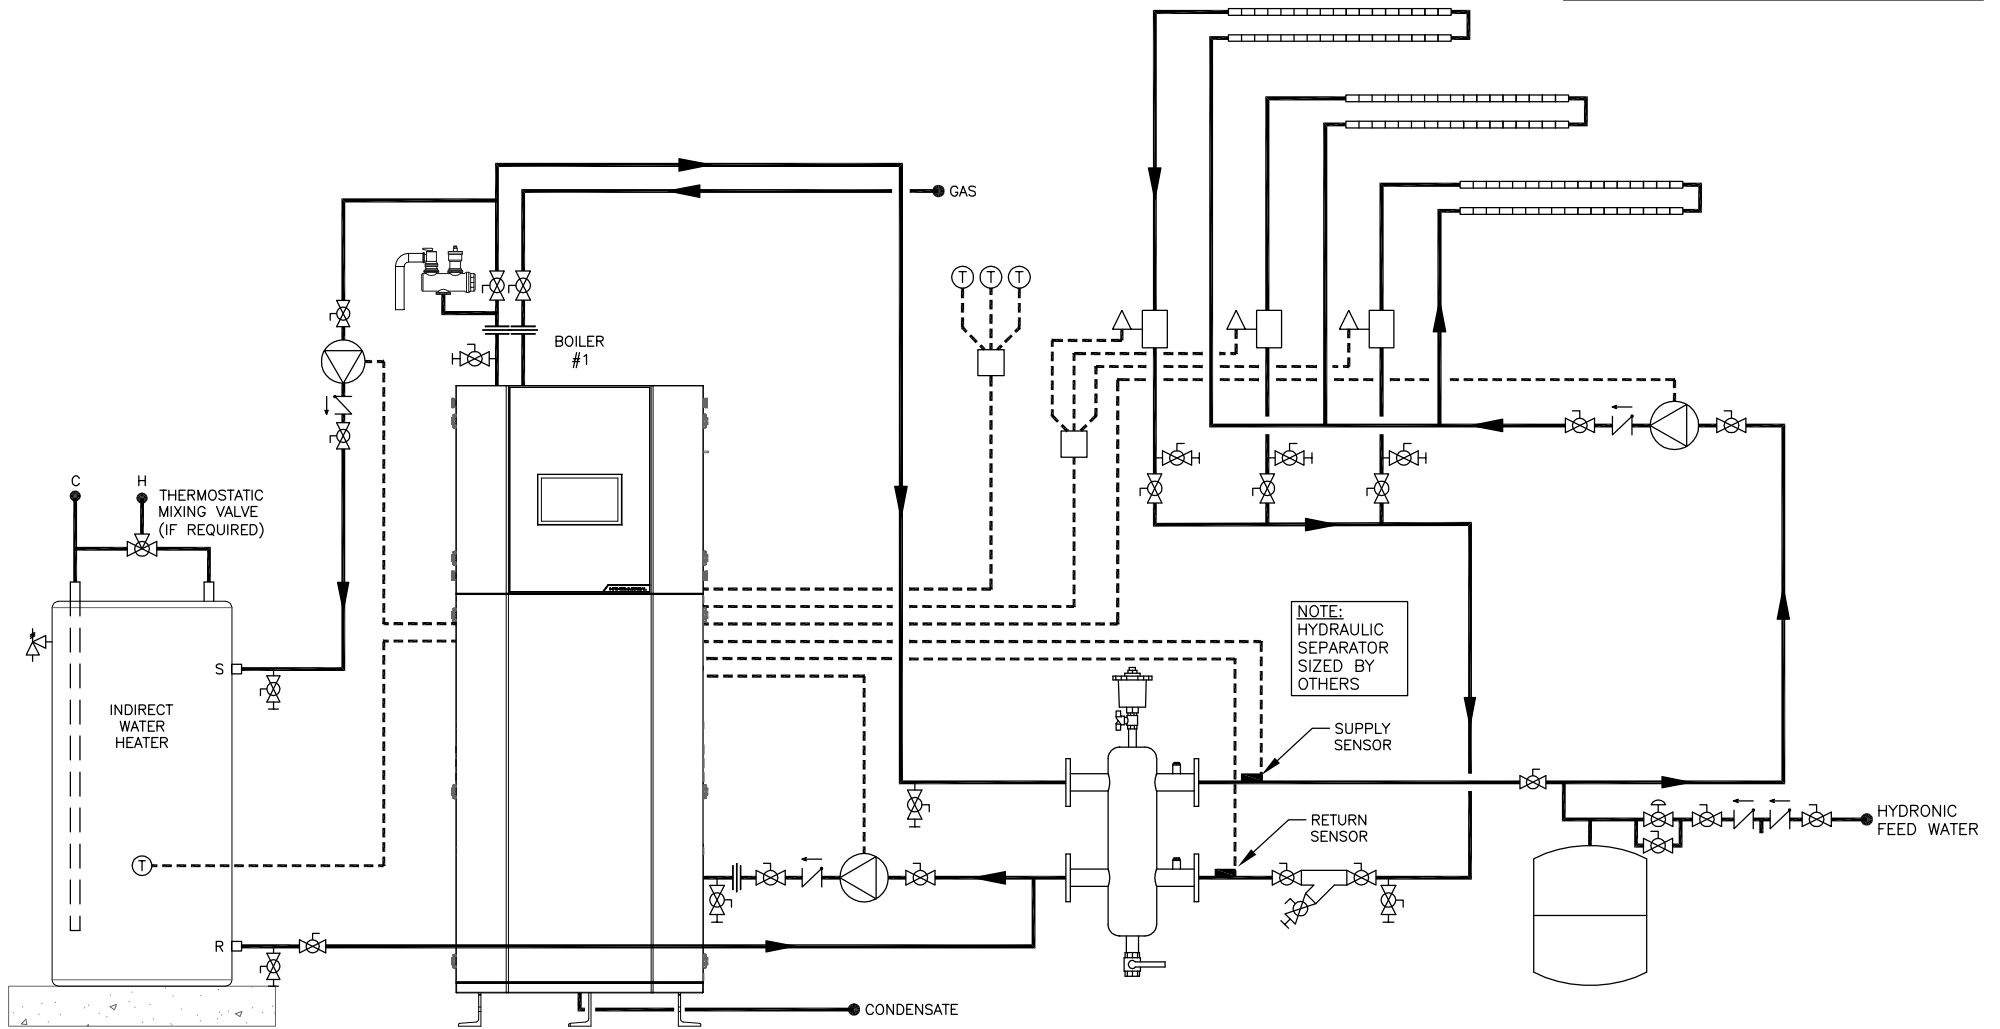 GAS
T T T
BOILER
#1
C
H
THERMOSTATIC
MIXING VALVE
(IF REQUIRED)
NOTE:
HYDRAULIC
SEPARATOR
SIZED BY
OTHERS
S
INDIRECT
WATER
HEATER
SUPPLY
SENSOR
HYDRONIC
FEED WATER
RETURN
SENSOR
T
R
CONDENSATE